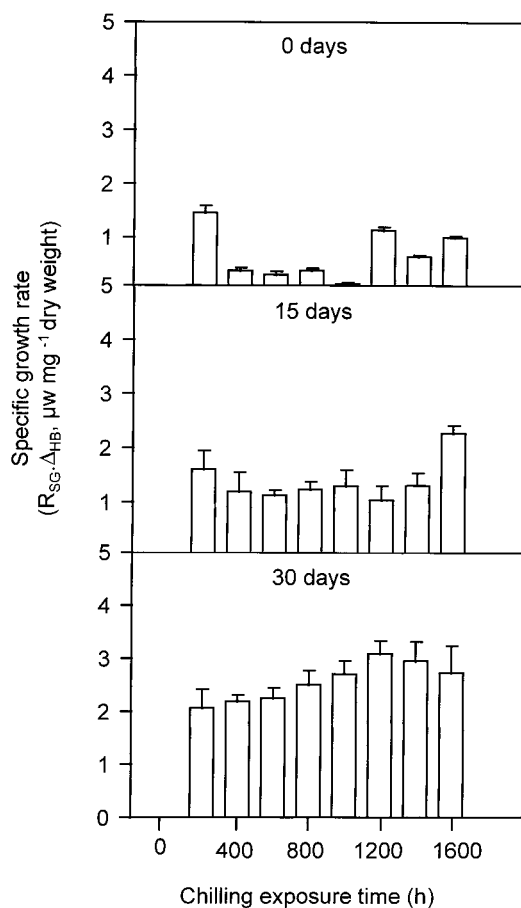 Specific growth rate
(R_SG.Δ_HB, µw mg ⁻¹ dry weight)
5
0 days
4
3
2
1
5
15 days
4
3
2
1
5
30 days
4
3
2
1
0
0 400 800 1200 1600
Chilling exposure time (h)